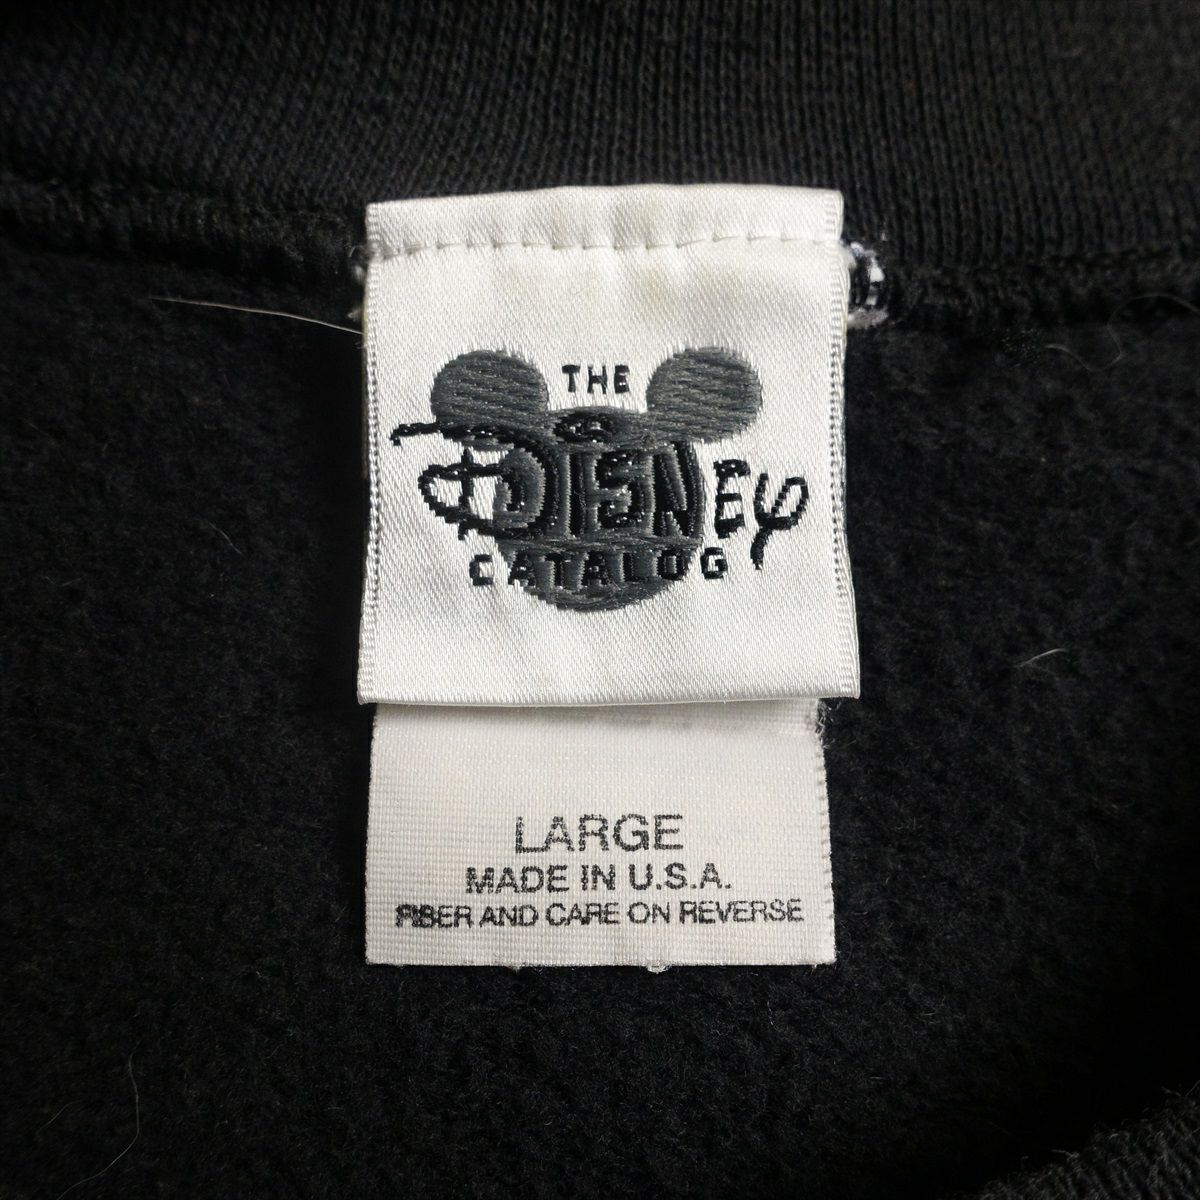 THE
DISNEY
CATALOG
LARGE
MADE IN U.S.A.
FIBER AND CARE ON REVERSE